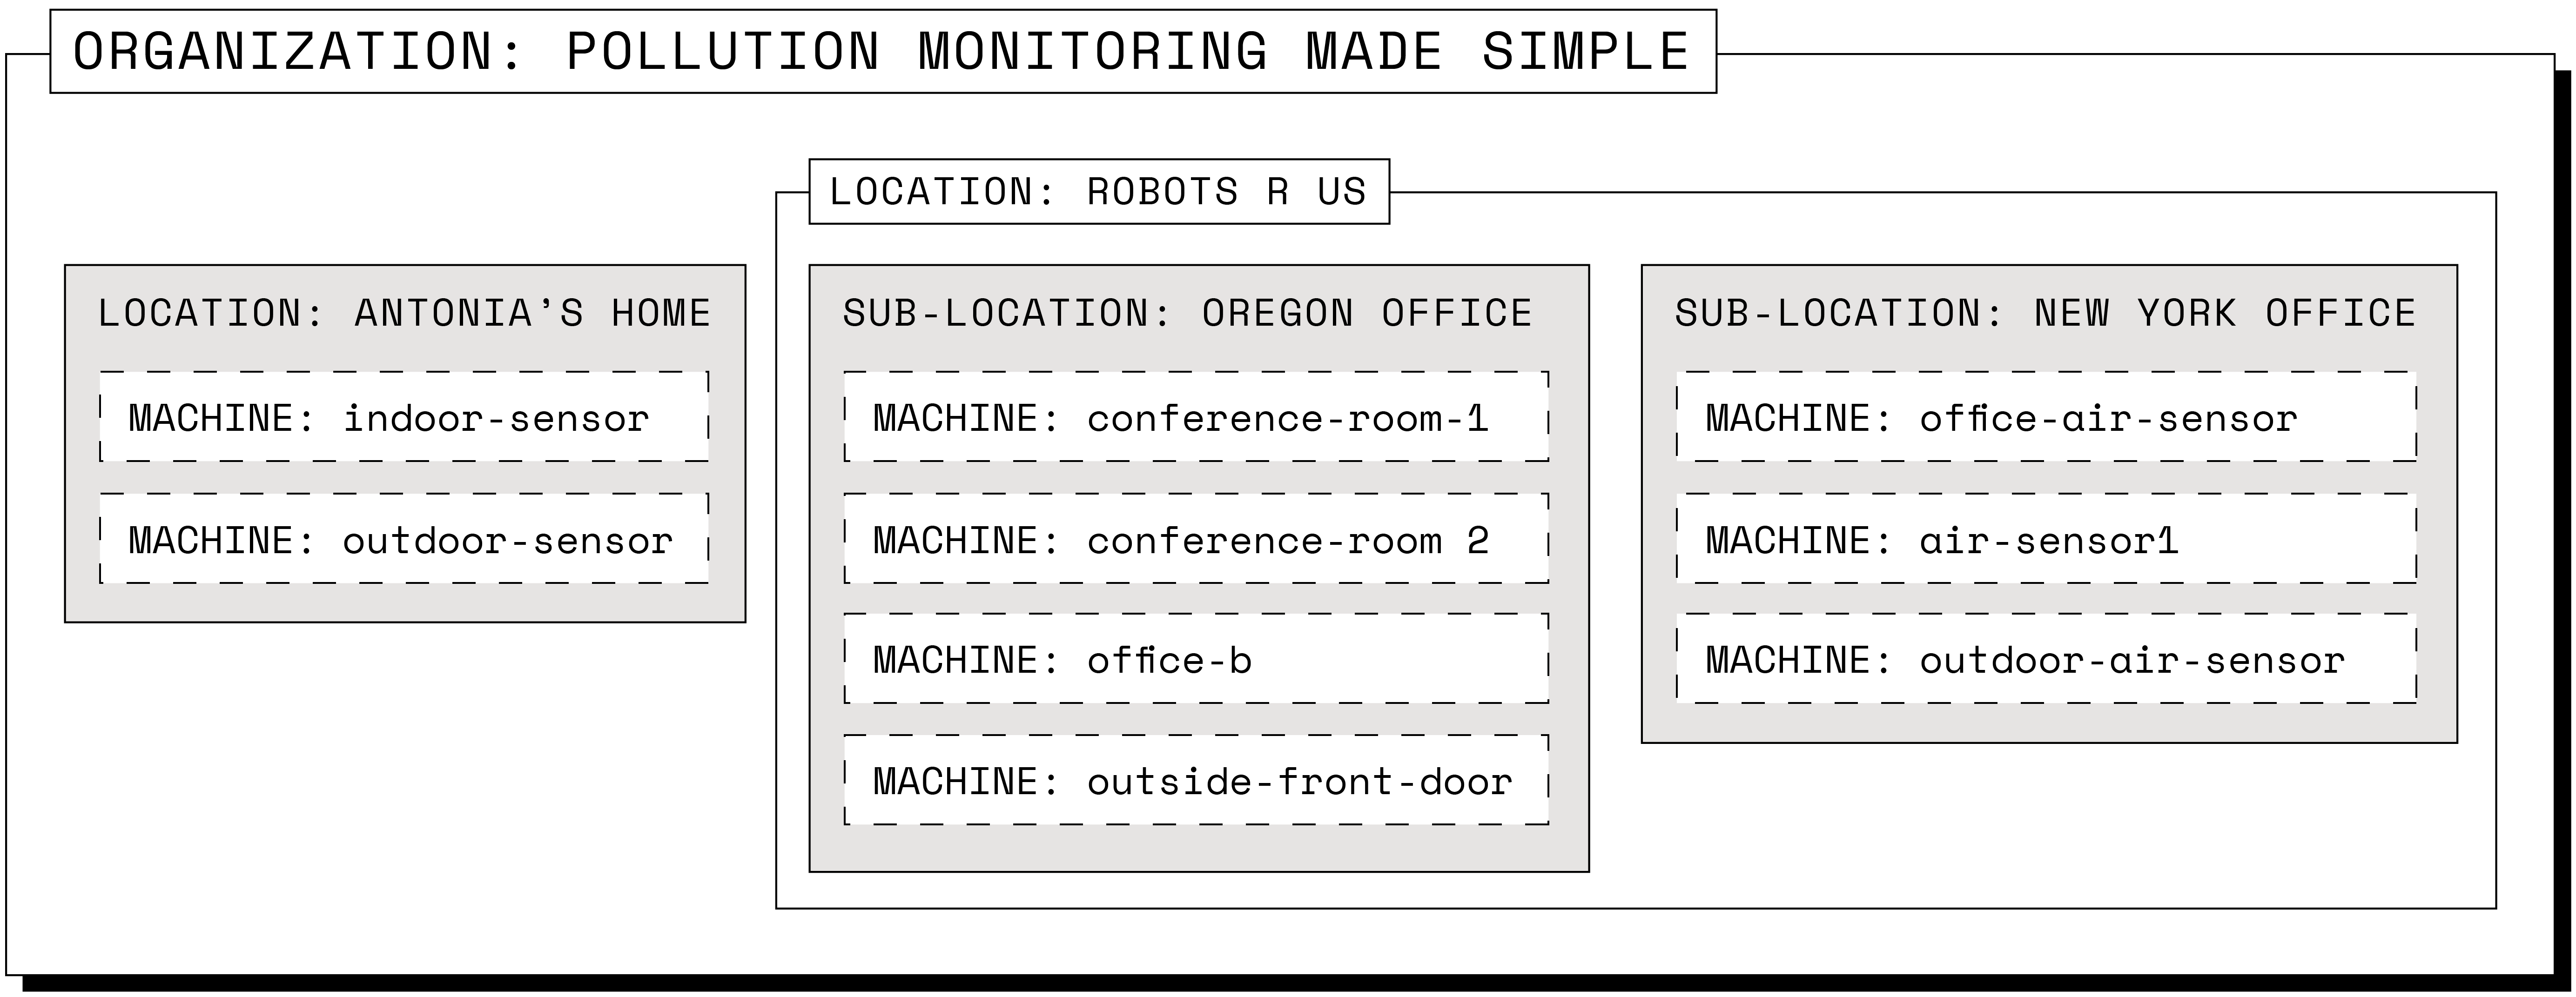 ORGANIZATION: POLLUTION MONITORING MADE SIMPLE
LOCATION: ANTONIA'S HOME
MACHINE: indoor-sensor
MACHINE: outdoor-sensor
LOCATION: ROBOTS R US
SUB-LOCATION: OREGON OFFICE
MACHINE: conference-room-1
MACHINE: conference-room 2
MACHINE: office-b
MACHINE: outside-front-door
SUB-LOCATION: NEW YORK OFFICE
MACHINE: office-air-sensor
MACHINE: air-sensor1
MACHINE: outdoor-air-sensor